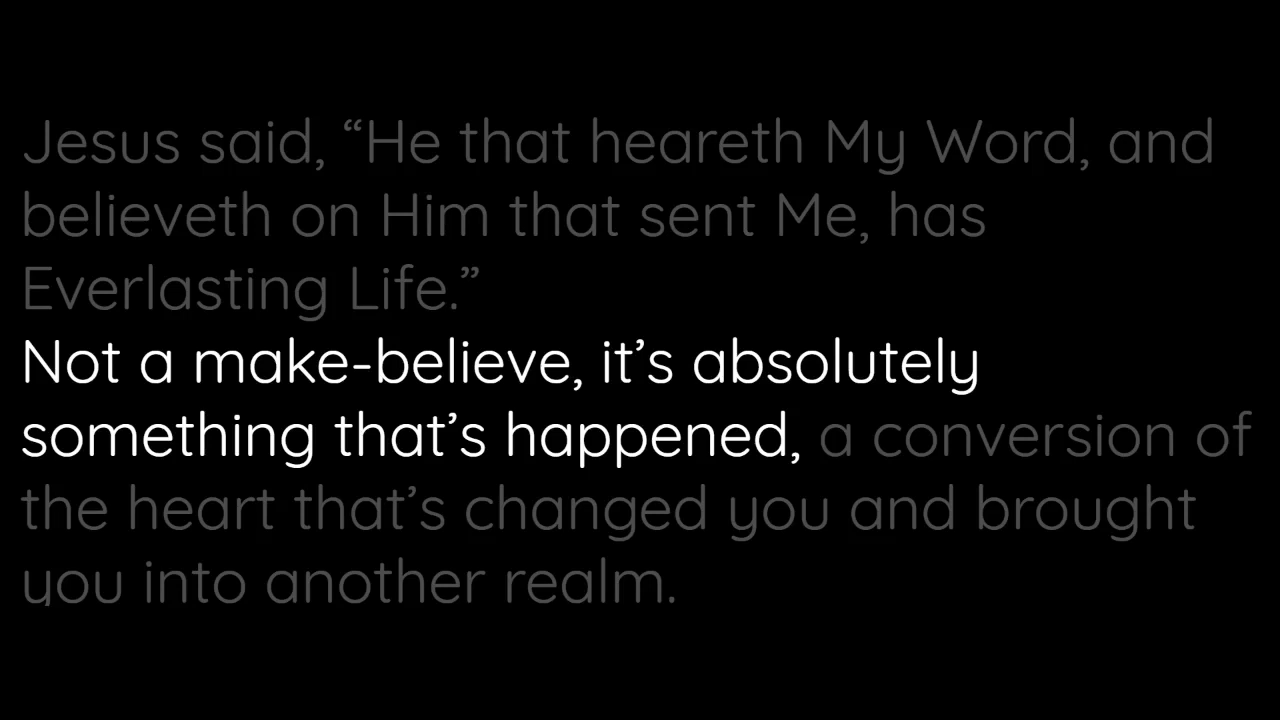 Jesus said, “He that heareth My Word, and
believeth on Him that sent Me, has
Everlasting Life.”
Not a make-believe, it’s absolutely
something that’s happened, a conversion of
the heart that’s changed you and brought
you into another realm.